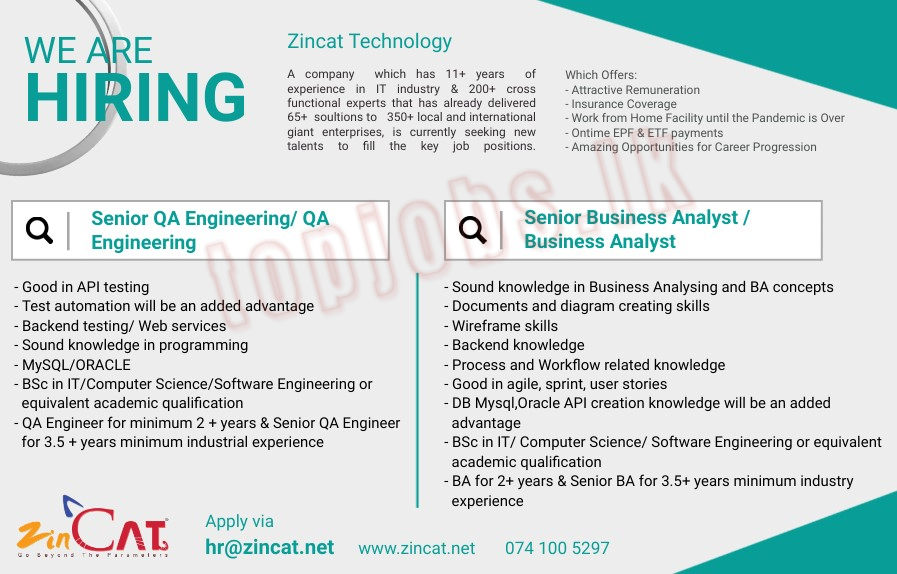 WE ARE
HIRING
Zincat Technology
A company which has 11+ years of
experience in IT industry & 200+ cross
functional experts that has already delivered
65+ soultions to 350+ local and international
giant enterprises, is currently seeking new
talents to fill the key job positions.
Which Offers:
- Attractive Remuneration
- Insurance Coverage
- Work from Home Facility until the Pandemic is Over
- Ontime EPF & ETF payments
- Amazing Opportunities for Career Progression
topjobs.lk
Senior QA Engineering/ QA
Engineering
- Good in API testing
- Test automation will be an added advantage
- Backend testing/ Web services
- Sound knowledge in programming
- MySQL/ORACLE
- BSc in IT/Computer Science/Software Engineering or
equivalent academic qualification
- QA Engineer for minimum 2 + years & Senior QA Engineer
for 3.5 + years minimum industrial experience
Senior Business Analyst /
Business Analyst
- Sound knowledge in Business Analysing and BA concepts
- Documents and diagram creating skills
- Wireframe skills
- Backend knowledge
- Process and Workflow related knowledge
- Good in agile, sprint, user stories
- DB Mysql,Oracle API creation knowledge will be an added
advantage
- BSc in IT/ Computer Science/ Software Engineering or equivalent
academic qualification
- BA for 2+ years & Senior BA for 3.5+ years minimum industry
experience
ZinCAT
Go Beyond The Parameters
Apply via
hr@zincat.net www.zincat.net 074 100 5297